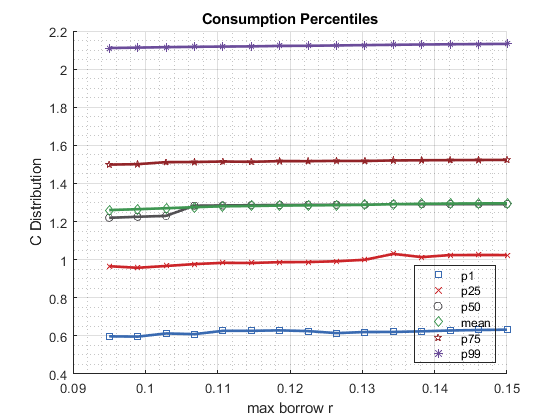 Consumption Percentiles
C Distribution
2.2
2
1.8
1.6
1.4
1.2
1
0.8
0.6
0.4
0.09
0.1
0.11
0.12
0.13
0.14
0.15
max borrow r
p1
p25
p50
mean
p75
p99